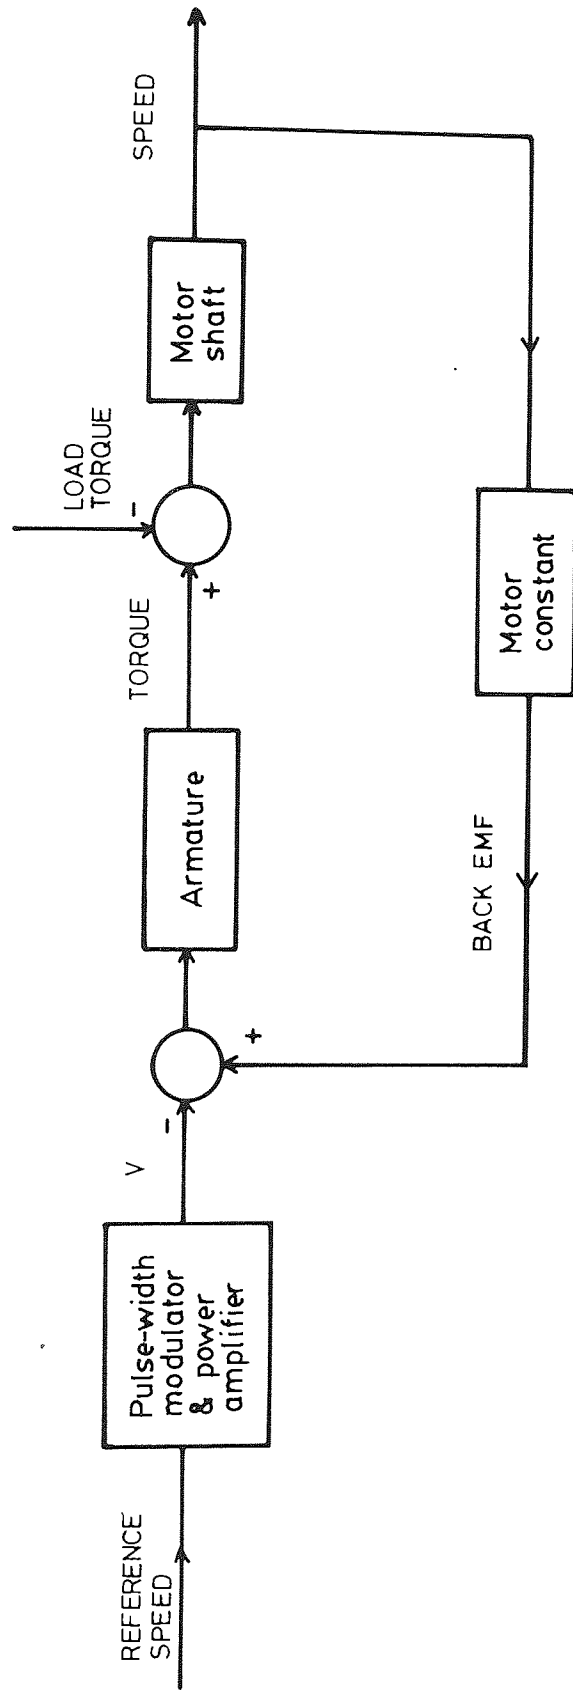 REFERENCE
SPEED
Pulse-width
modulator
& power
amplifier
V
-
+
Armature
TORQUE
+
-
LOAD
TORQUE
Motor
shaft
SPEED
Motor
constant
BACK EMF